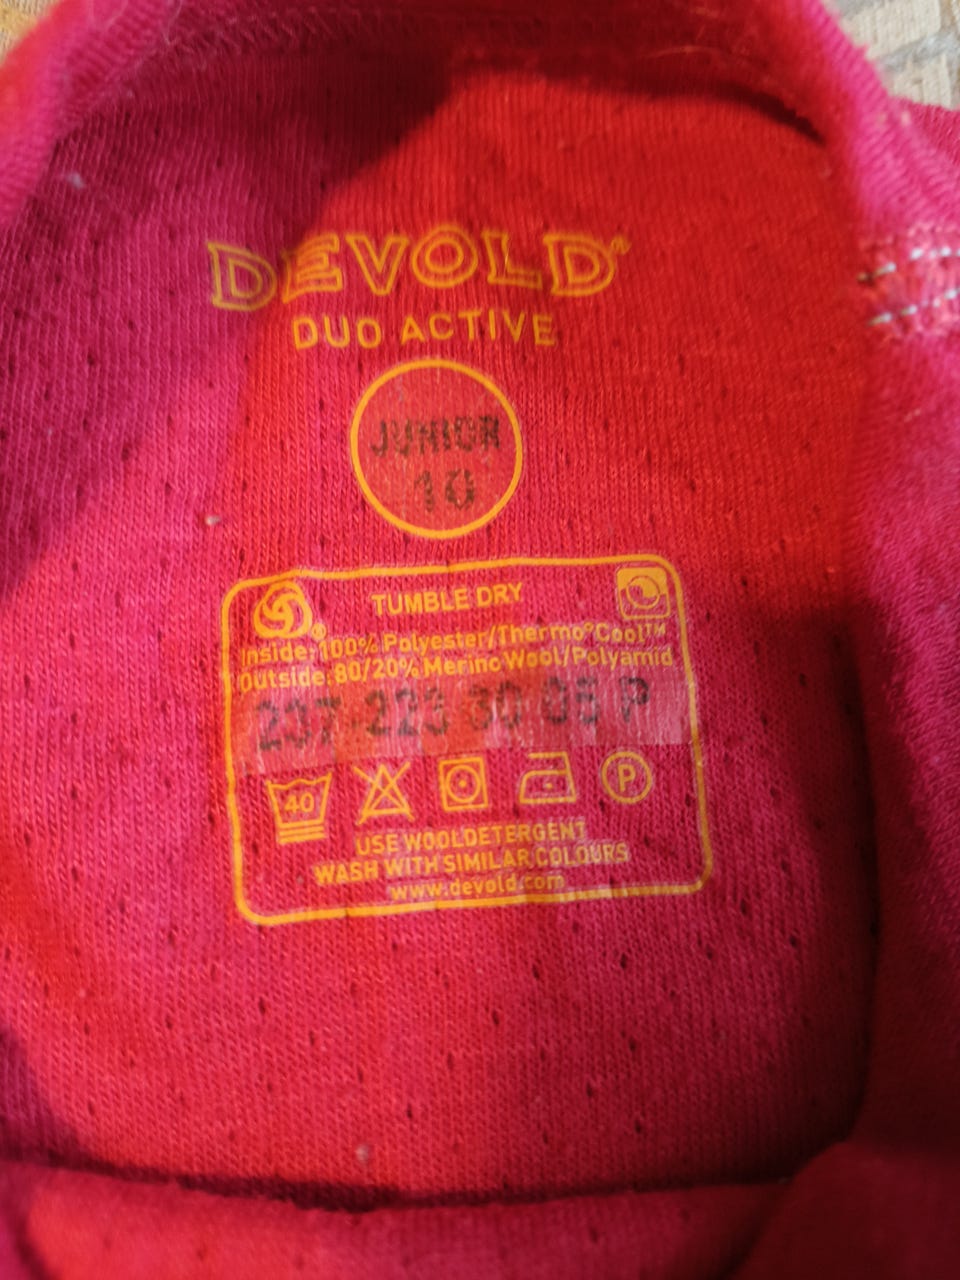 DEVOLD®
DUO ACTIVE
JUNIOR
10
TUMBLE DRY
Inside:100% Polyester/Thermo°Cool™
Outside:80/20% Merino Wool/Polyamid
237 223 30 05 P
40
P
USE WOOLDETERGENT
WASH WITH SIMILAR COLOURS
www.devold.com